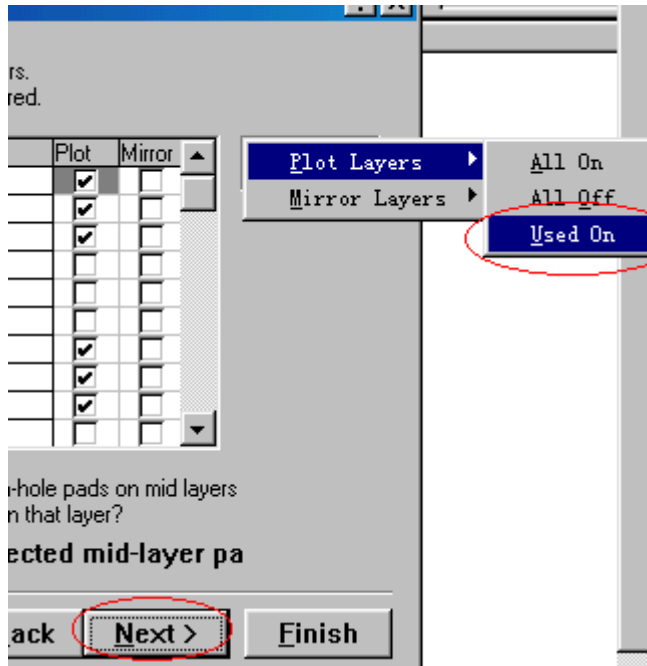 rs.
red.
Plot Mirror
Plot Layers All On
Mirror Layers All Off
Used On
-hole pads on mid layers
n that layer?
ected mid-layer pa
ack Next > Finish